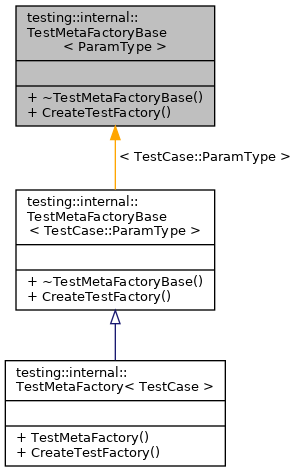 testing::internal::
TestMetaFactoryBase
< ParamType >
+ ~TestMetaFactoryBase()
+ CreateTestFactory()
< TestCase::ParamType >
testing::internal::
TestMetaFactoryBase
< TestCase::ParamType >
+ ~TestMetaFactoryBase()
+ CreateTestFactory()
testing::internal::
TestMetaFactory< TestCase >
+ TestMetaFactory()
+ CreateTestFactory()